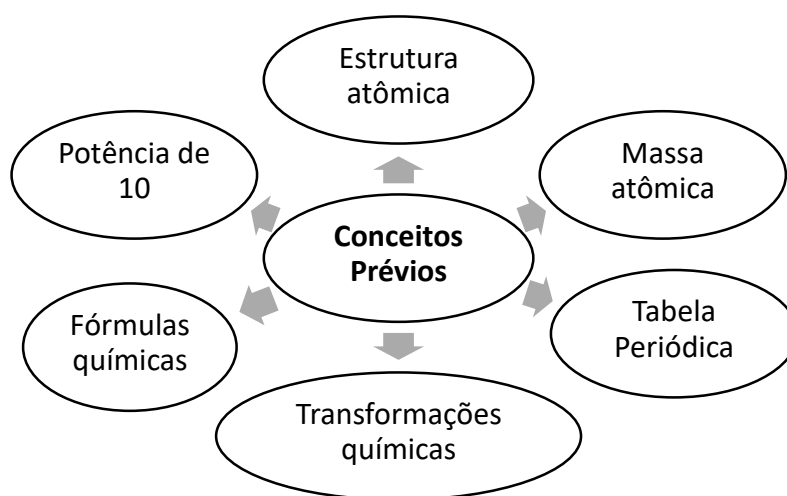 Estrutura
atômica
Potência de
10
Massa
atômica
Conceitos
Prévios
Fórmulas
químicas
Tabela
Periódica
Transformações
químicas